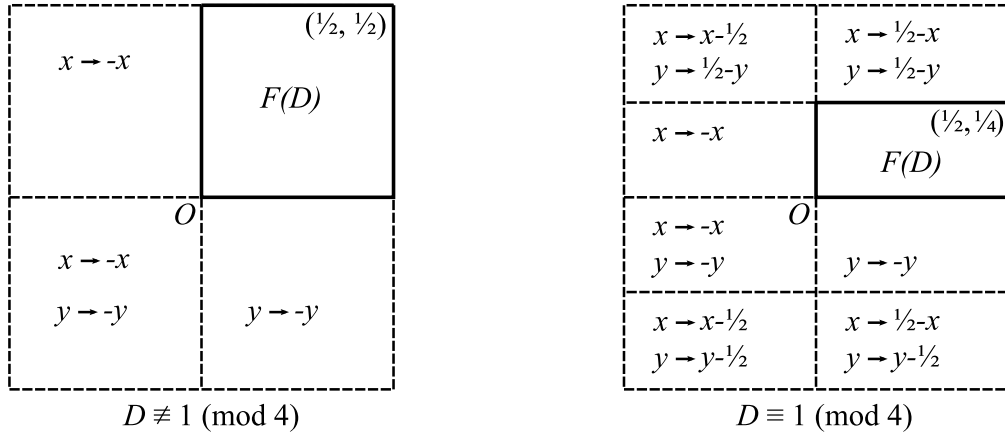 (½, ½)
x → -x
F(D)
O
x → -x
y → -y
y → -y
D ≢ 1 (mod 4)
x → x-½
y → ½-y
x → ½-x
y → ½-y
x → -x
(½,¼)
F(D)
O
x → -x
y → -y
y → -y
x → x-½
y → y-½
x → ½-x
y → y-½
D ≡ 1 (mod 4)